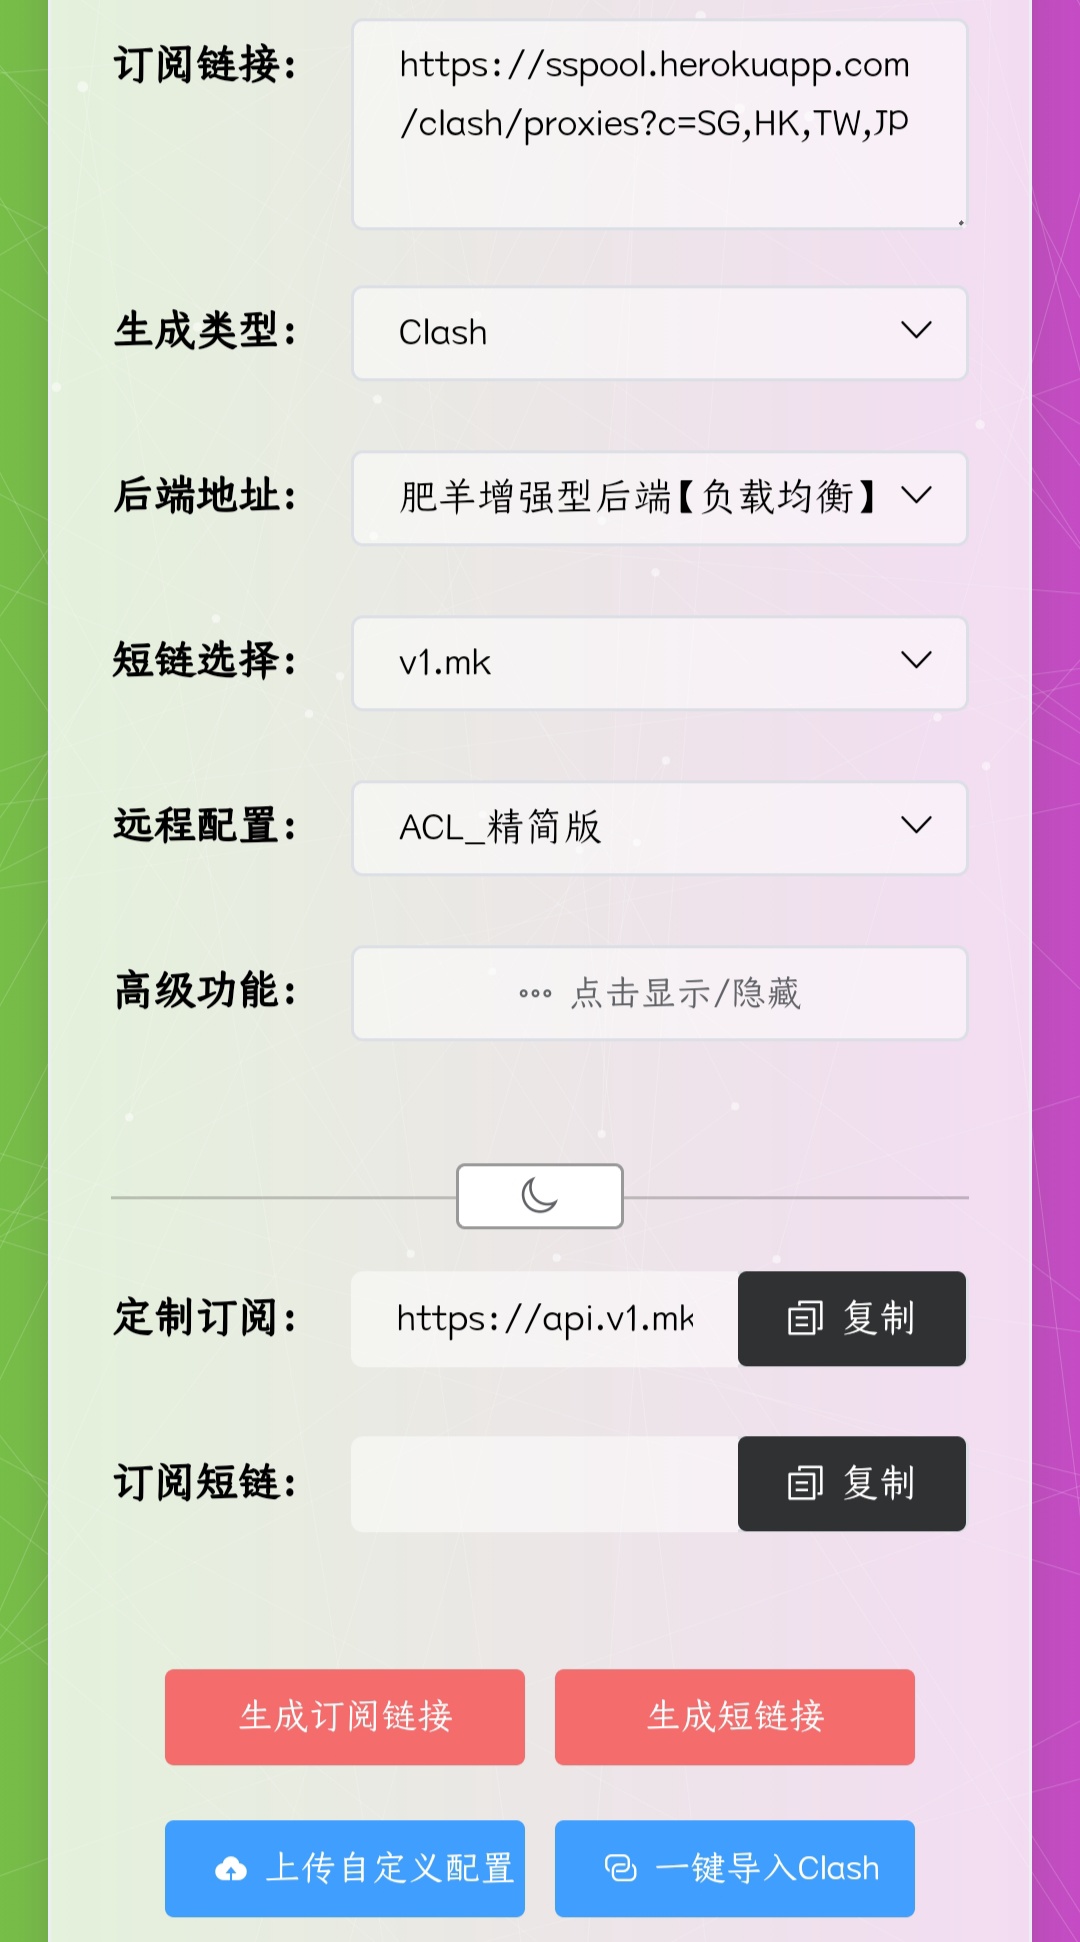 订阅链接:
https://sspool.herokuapp.com
/clash/proxies?c=SG,HK,TW,JP
生成类型:
Clash
后端地址:
肥羊增强型后端【负载均衡】
短链选择:
v1.mk
远程配置:
ACL_精简版
高级功能:
点击显示/隐藏
定制订阅:
https://api.v1.mk
复制
订阅短链:
复制
生成订阅链接
生成短链接
上传自定义配置
一键导入Clash